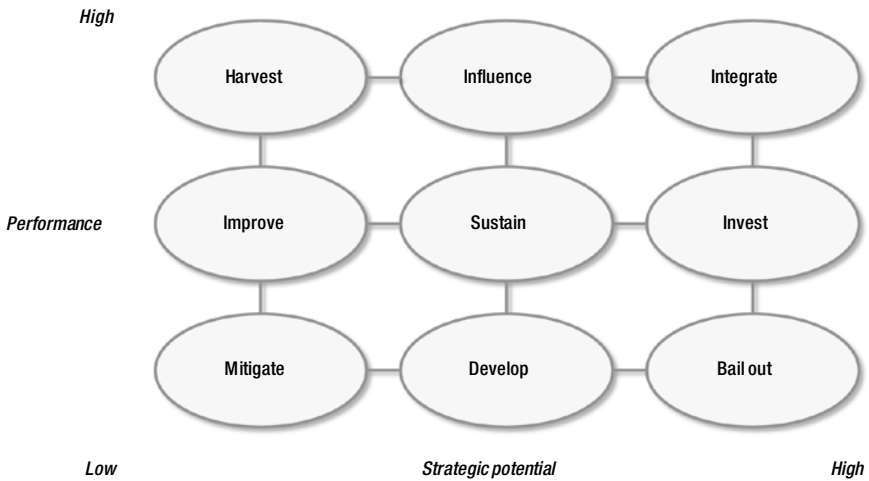 High
Harvest
Influence
Integrate
Performance
Improve
Sustain
Invest
Mitigate
Develop
Bail out
Low
Strategic potential
High